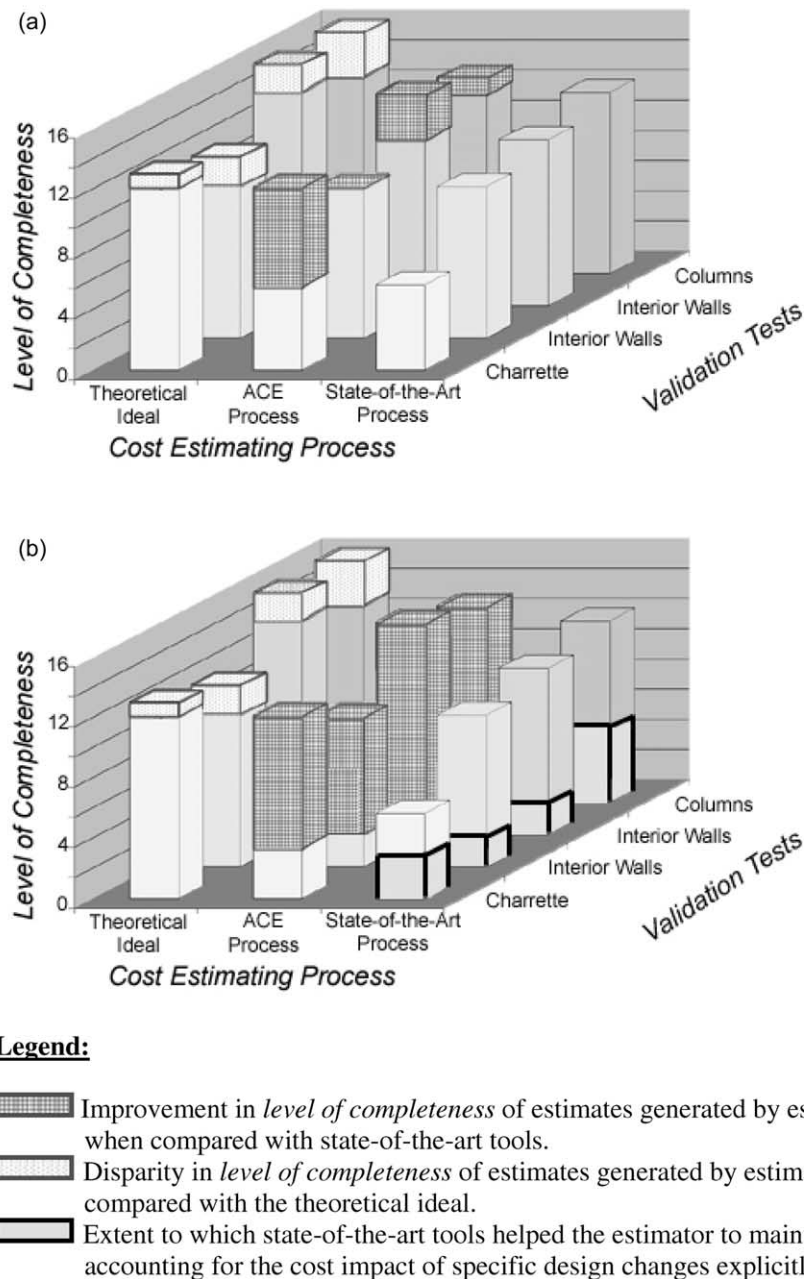 (a)
Level of Completeness
16
12
8
4
0
Theoretical Ideal
ACE Process
State-of-the-Art Process
Cost Estimating Process
Charrette
Interior Walls
Interior Walls
Columns
Validation Tests
(b)
Level of Completeness
16
12
8
4
0
Theoretical Ideal
ACE Process
State-of-the-Art Process
Cost Estimating Process
Charrette
Interior Walls
Interior Walls
Columns
Validation Tests
Legend:
Improvement in level of completeness of estimates generated by
when compared with state-of-the-art tools.
Disparity in level of completeness of estimates generated by
compared with the theoretical ideal.
Extent to which state-of-the-art tools helped the estimator to
accounting for the cost impact of specific design changes